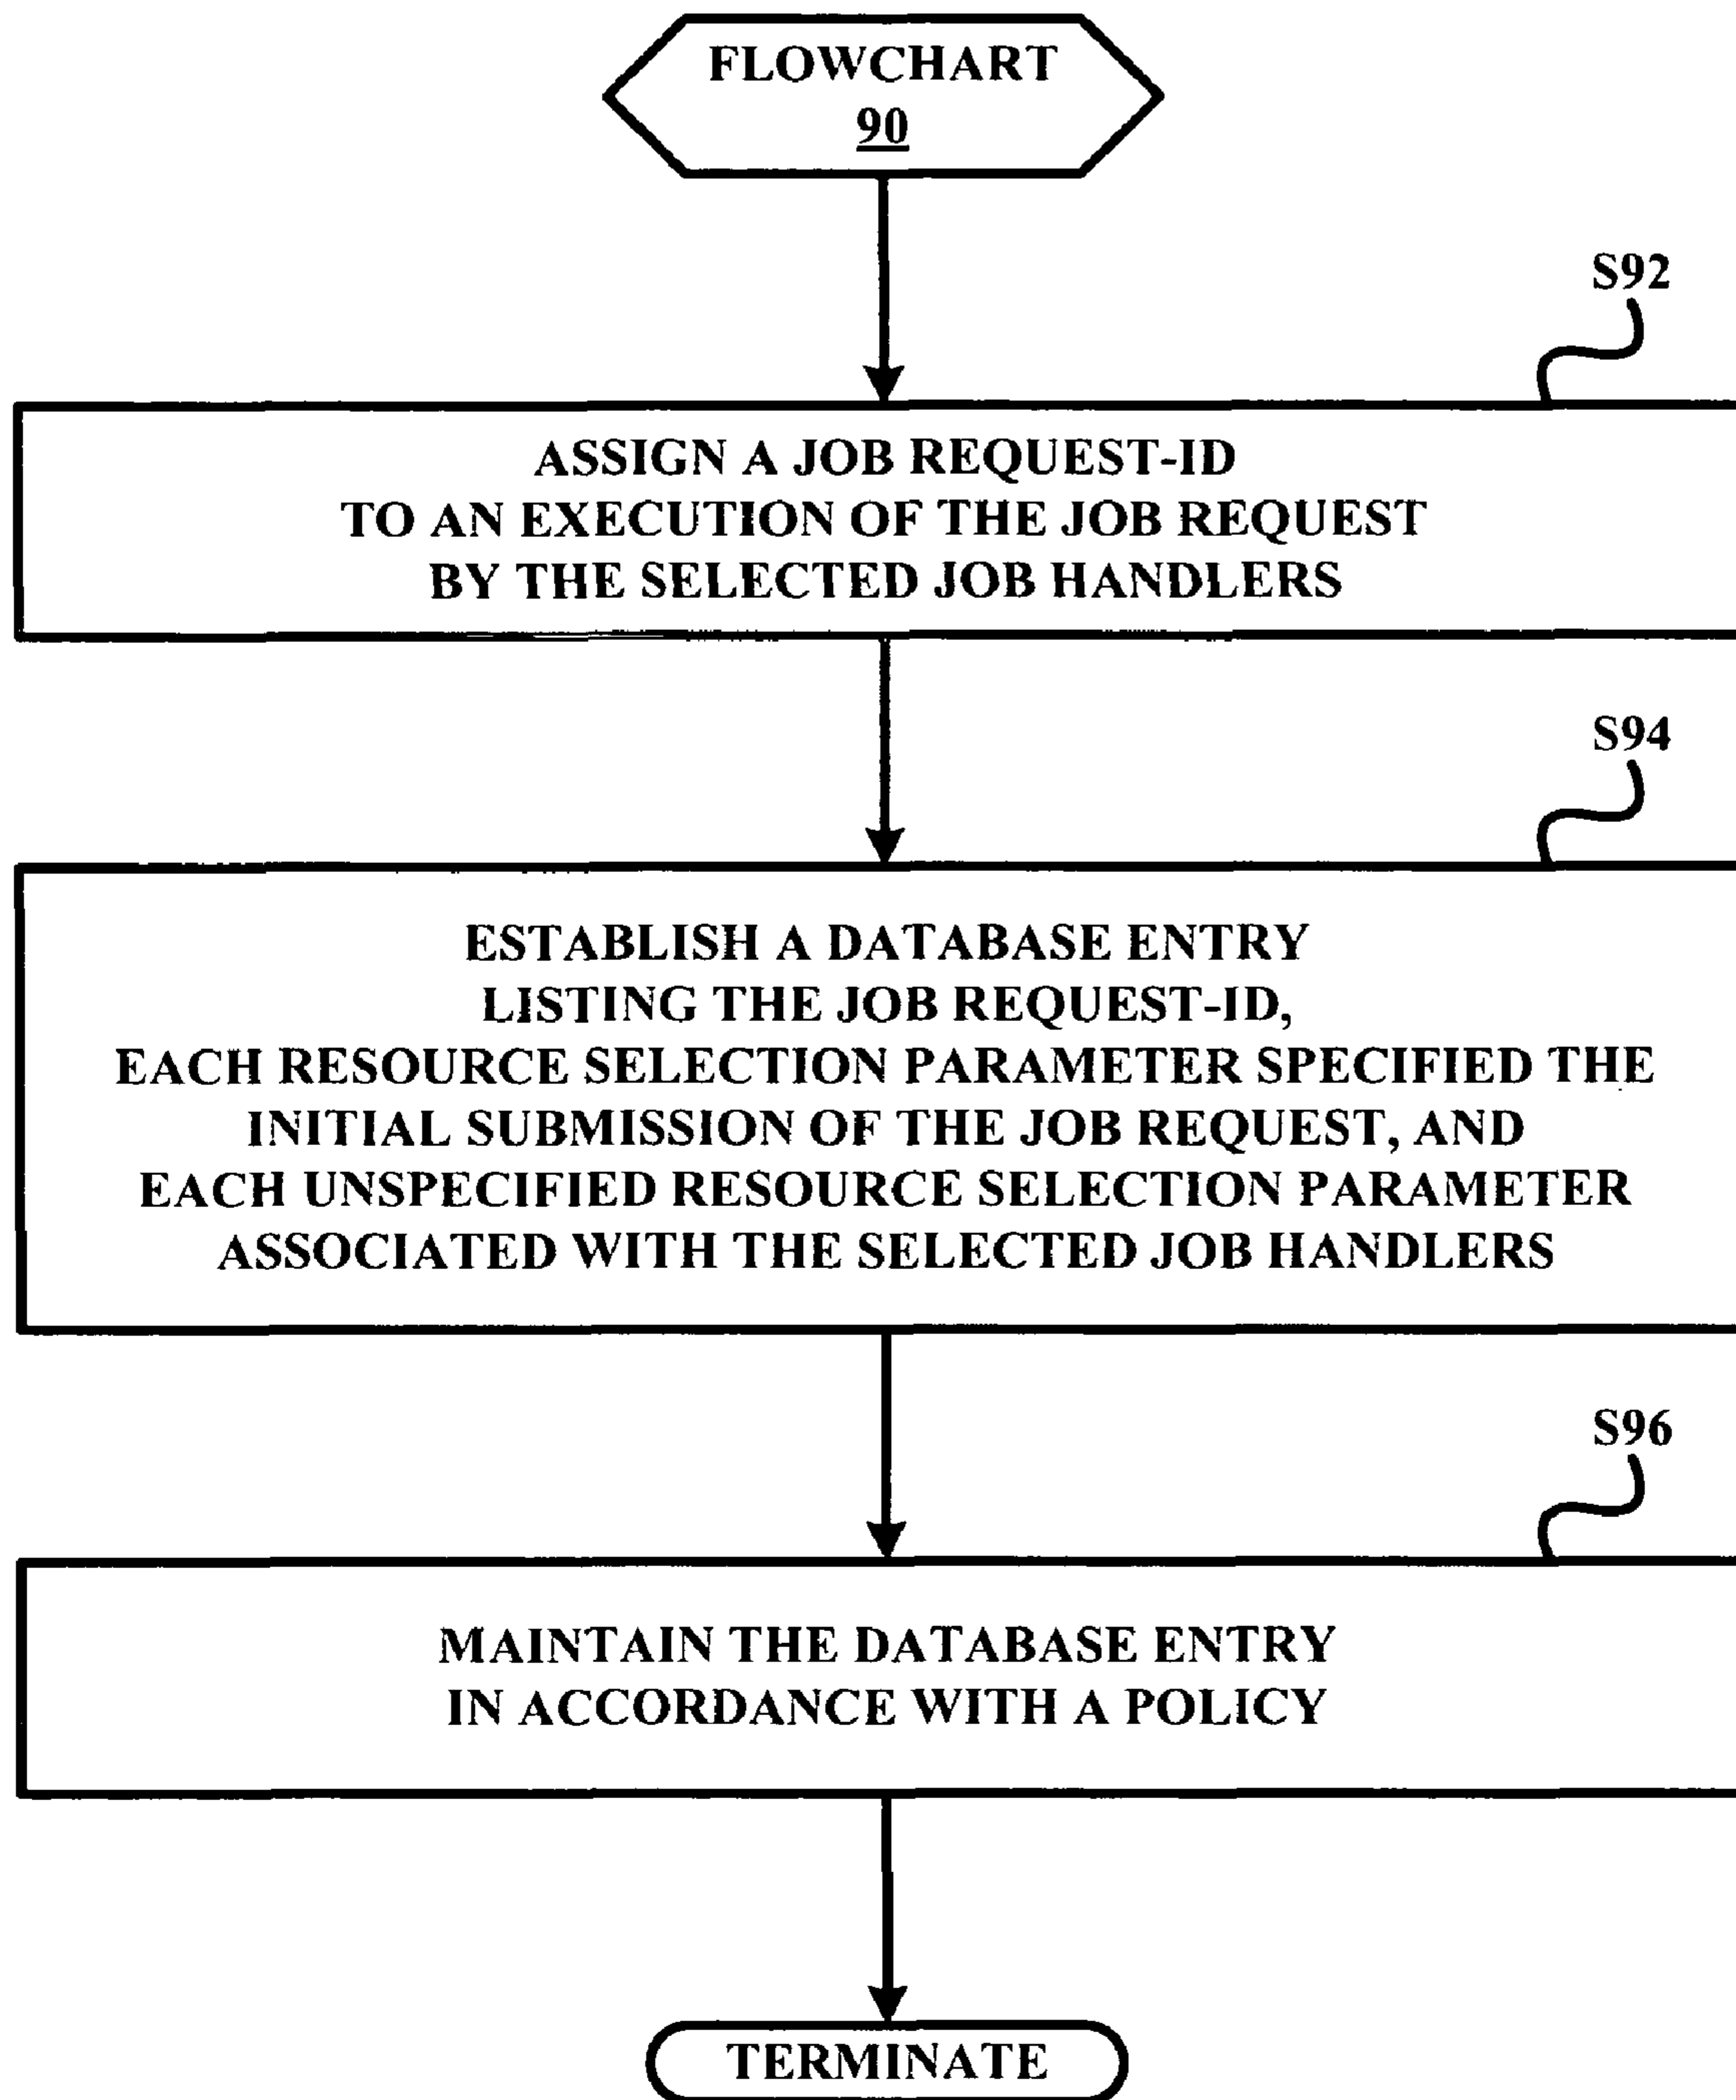 FLOWCHART
90
S92
ASSIGN A JOB REQUEST-ID
TO AN EXECUTION OF THE JOB REQUEST
BY THE SELECTED JOB HANDLERS
S94
ESTABLISH A DATABASE ENTRY
LISTING THE JOB REQUEST-ID,
EACH RESOURCE SELECTION PARAMETER SPECIFIED THE
INITIAL SUBMISSION OF THE JOB REQUEST, AND
EACH UNSPECIFIED RESOURCE SELECTION PARAMETER
ASSOCIATED WITH THE SELECTED JOB HANDLERS
S96
MAINTAIN THE DATABASE ENTRY
IN ACCORDANCE WITH A POLICY
TERMINATE